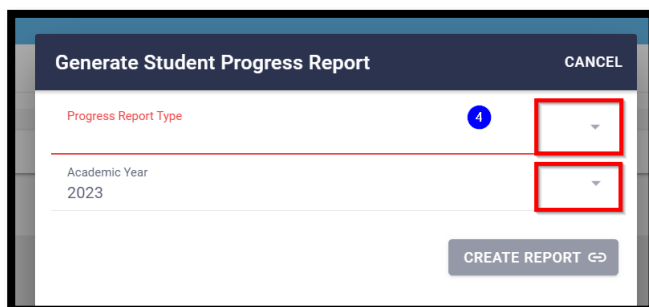 Generate Student Progress Report CANCEL
Progress Report Type 4
Academic Year
2023
CREATE REPORT